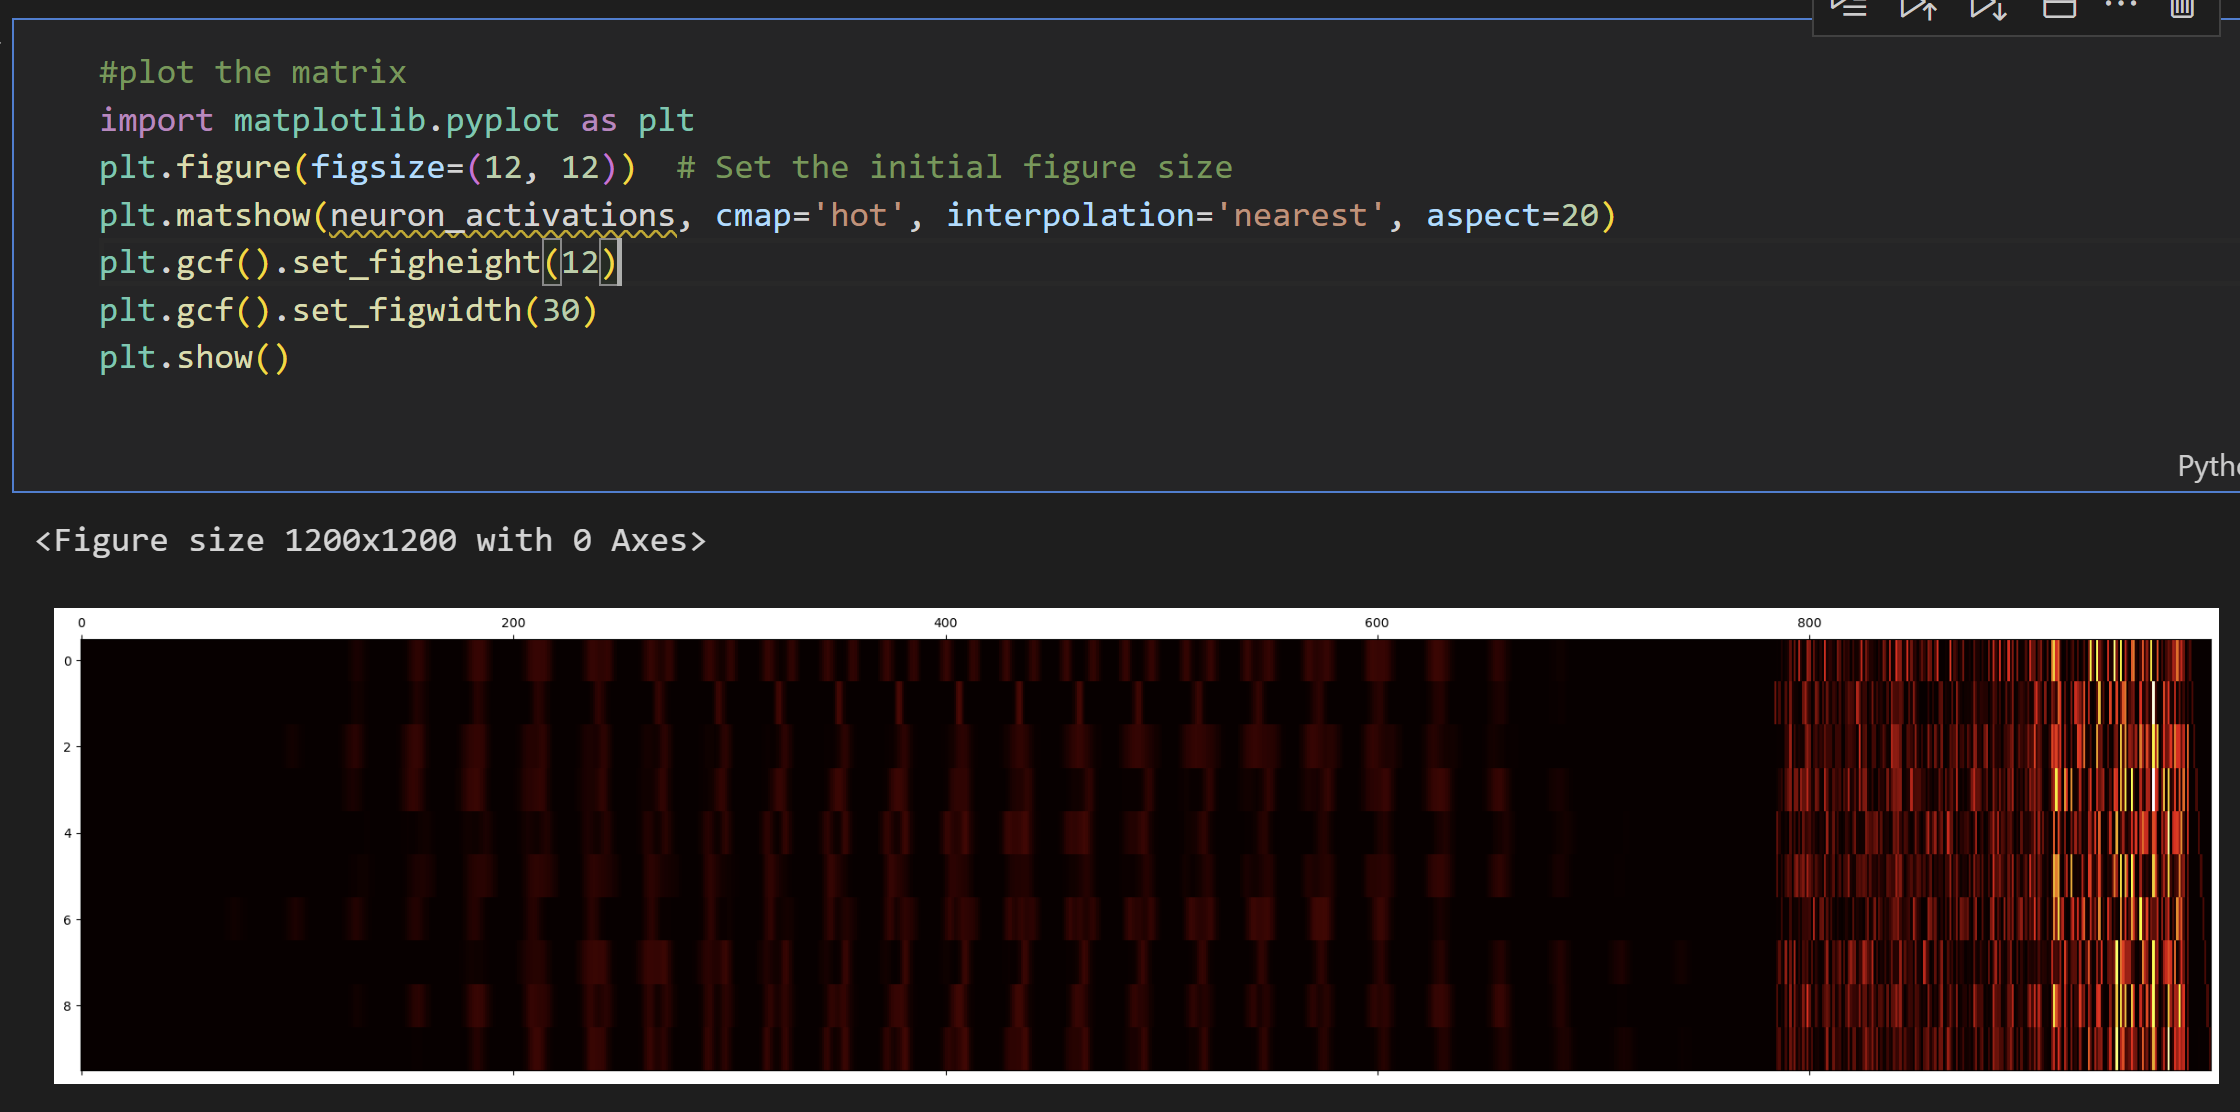 #plot the matrix
import matplotlib.pyplot as plt
plt.figure(figsize=(12, 12))  # Set the initial figure size
plt.matshow(neuron_activations, cmap='hot', interpolation='nearest', aspect=20)
plt.gcf().set_figheight(12)
plt.gcf().set_figwidth(30)
plt.show()
<Figure size 1200x1200 with 0 Axes>
0 200 400 600 800
0
2
4
6
8